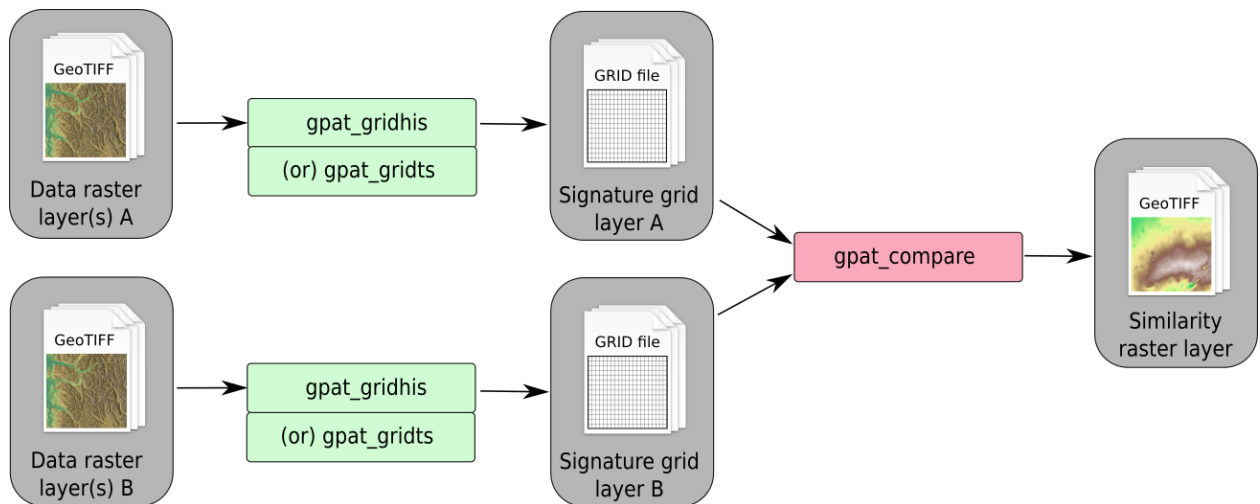 GeoTIFF
Data raster
layer(s) A
gpat_gridhis
(or) gpat_gridts
GRID file
Signature grid
layer A
GeoTIFF
Data raster
layer(s) B
gpat_gridhis
(or) gpat_gridts
GRID file
Signature grid
layer B
gpat_compare
GeoTIFF
Similarity
raster layer